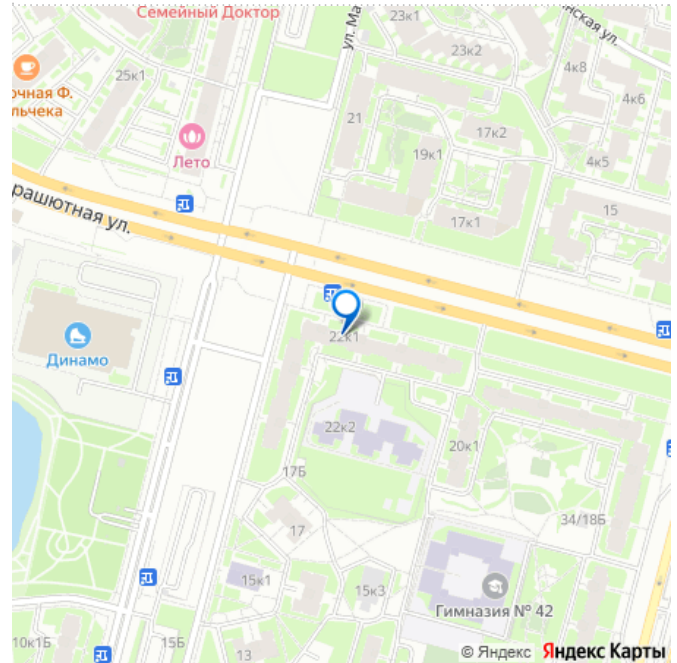 Семейный Доктор
23к1
ул. Ма
нская ул.
23к2
4к8
очная Ф.
льчека
25к1
4к6
21
17к2
Лето
19к1
4к5
рашютная ул.
17к1
15
22к1
Динамо
22к2
20к1
17Б
34/18Б
17
15к1
15к3
Гимназия № 42
10к1Б
15Б
13
© Яндекс Яндекс Карты